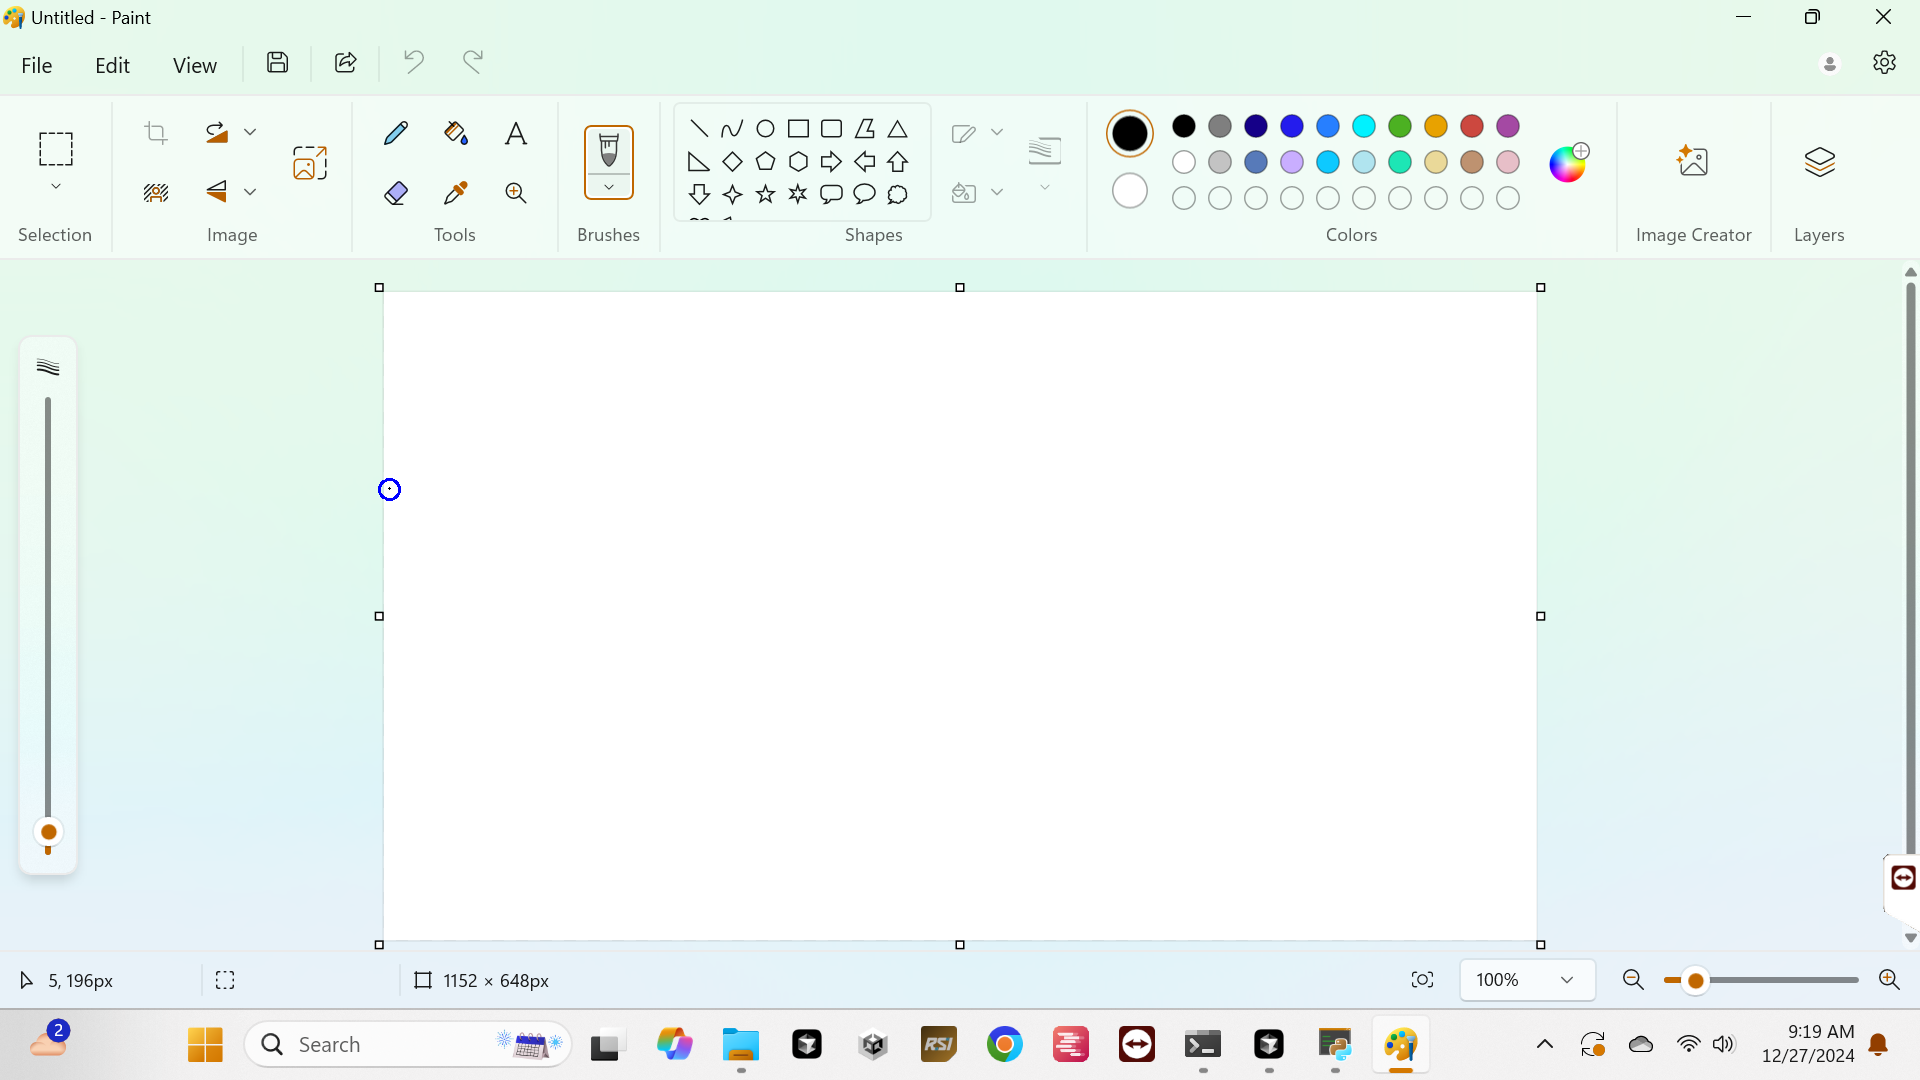 Untitled - Paint
File Edit View
Selection Image Tools Brushes Shapes Colors Image Creator Layers
5, 196px 1152 × 648px 100%
2 Search RSI 9:19 AM
12/27/2024